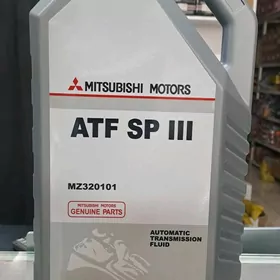 MITSUBISHI MOTORS
ATF SP III
MZ320101
MITSUBISHI MOTORS
GENUINE PARTS
AUTOMATIC
TRANSMISSION
FLUID